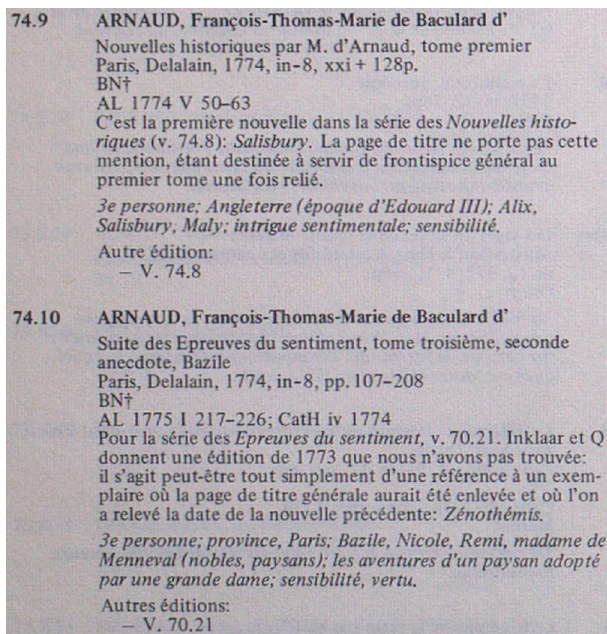 74.9 ARNAUD, François-Thomas-Marie de Baculard d'
Nouvelles historiques par M. d'Arnaud, tome premier
Paris, Delalain, 1774, in-8, xxi + 128p.
BN†
AL 1774 V 50–63
C'est la première nouvelle dans la série des Nouvelles histo-
riques (v. 74.8): Salisbury. La page de titre ne porte pas cette
mention, étant destinée à servir de frontispice général au
premier tome une fois relié.
3e personne; Angleterre (époque d'Edouard III); Alix,
Salisbury, Maly; intrigue sentimentale; sensibilité.
Autre édition:
– V. 74.8
74.10 ARNAUD, François-Thomas-Marie de Baculard d'
Suite des Epreuves du sentiment, tome troisième, seconde
anecdote, Bazile
Paris, Delalain, 1774, in-8, pp. 107–208
BN†
AL 1775 I 217–226; CatH iv 1774
Pour la série des Epreuves du sentiment, v. 70.21. Inklaar et Q
donnent une édition de 1773 que nous n'avons pas trouvée:
il s'agit peut-être tout simplement d'une référence à un exem-
plaire où la page de titre générale aurait été enlevée et où l'on
a relevé la date de la nouvelle précédente: Zénothémis.
3e personne; province, Paris; Bazile, Nicole, Remi, madame de
Menneval (nobles, paysans); les aventures d'un paysan adopté
par une grande dame; sensibilité, vertu.
Autres éditions:
– V. 70.21